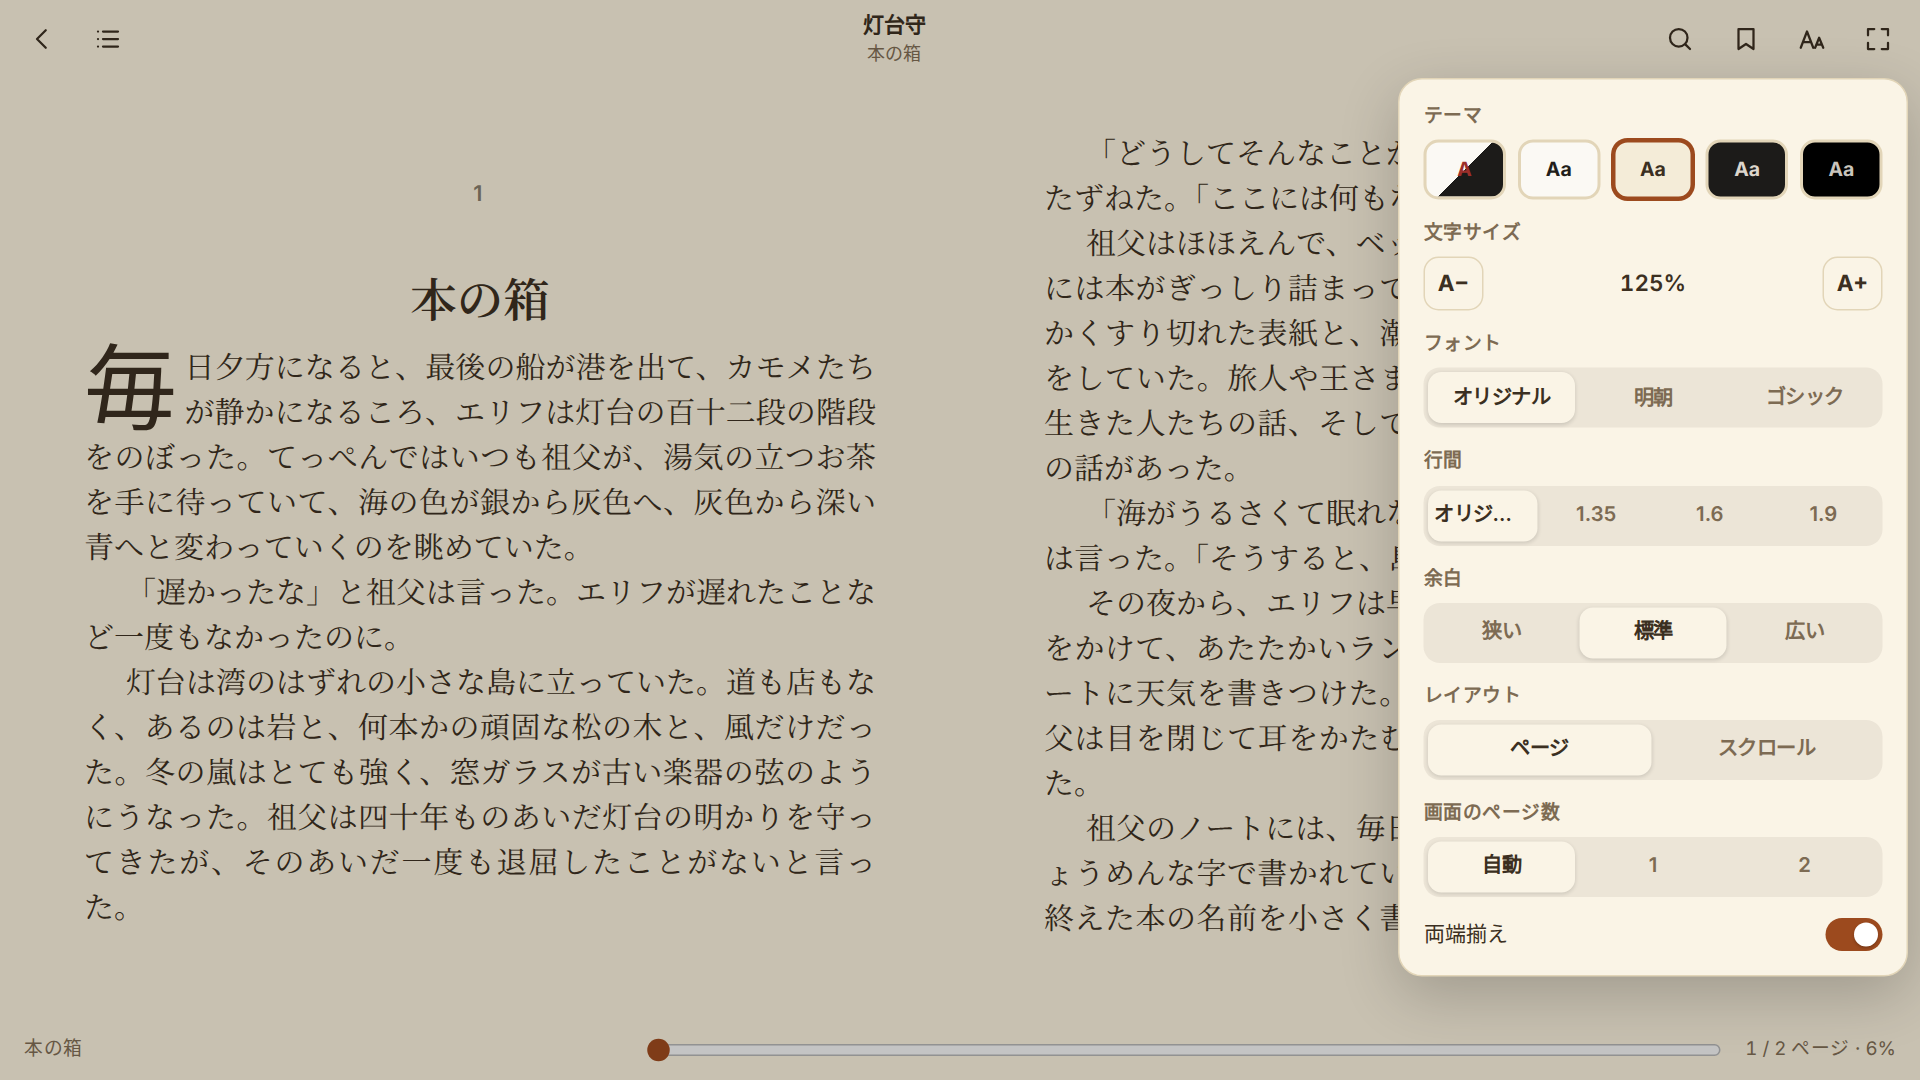 灯台守
本の箱
1
本の箱
毎日夕方になると、最後の船が港を出て、カモメたち
が静かになるころ、エリフは灯台の百十二段の階段
をのぼった。てっぺんではいつも祖父が、湯気の立つお茶
を手に待っていて、海の色が銀から灰色へ、灰色から深い
青へと変わっていくのを眺めていた。
「遅かったな」と祖父は言った。エリフが遅れたことな
ど一度もなかったのに。
灯台は湾のはずれの小さな島に立っていた。道も店もな
く、あるのは岩と、何本かの頑固な松の木と、風だけだっ
た。冬の嵐はとても強く、窓ガラスが古い楽器の弦のよう
にうなった。祖父は四十年ものあいだ灯台の明かりを守っ
てきたが、そのあいだ一度も退屈したことがないと言っ
た。
「どうしてそんなことが
たずねた。「ここには何もな
祖父はほほえんで、ベッ
には本がぎっしり詰まって
かくすり切れた表紙と、潮
をしていた。旅人や王さま
生きた人たちの話、そして
の話があった。
「海がうるさくて眠れな
は言った。「そうすると、
その夜から、エリフは早
をかけて、あたたかいラン
ートに天気を書きつけた。
父は目を閉じて耳をかたむ
た。
祖父のノートには、毎日
ょうめんな字で書かれてい
終えた本の名前を小さく書
テーマ
A
Aa
Aa
Aa
Aa
文字サイズ
A−
125%
A+
フォント
オリジナル
明朝
ゴシック
行間
オリジ...
1.35
1.6
1.9
余白
狭い
標準
広い
レイアウト
ページ
スクロール
画面のページ数
自動
1
2
両端揃え
本の箱
1 / 2 ページ · 6%